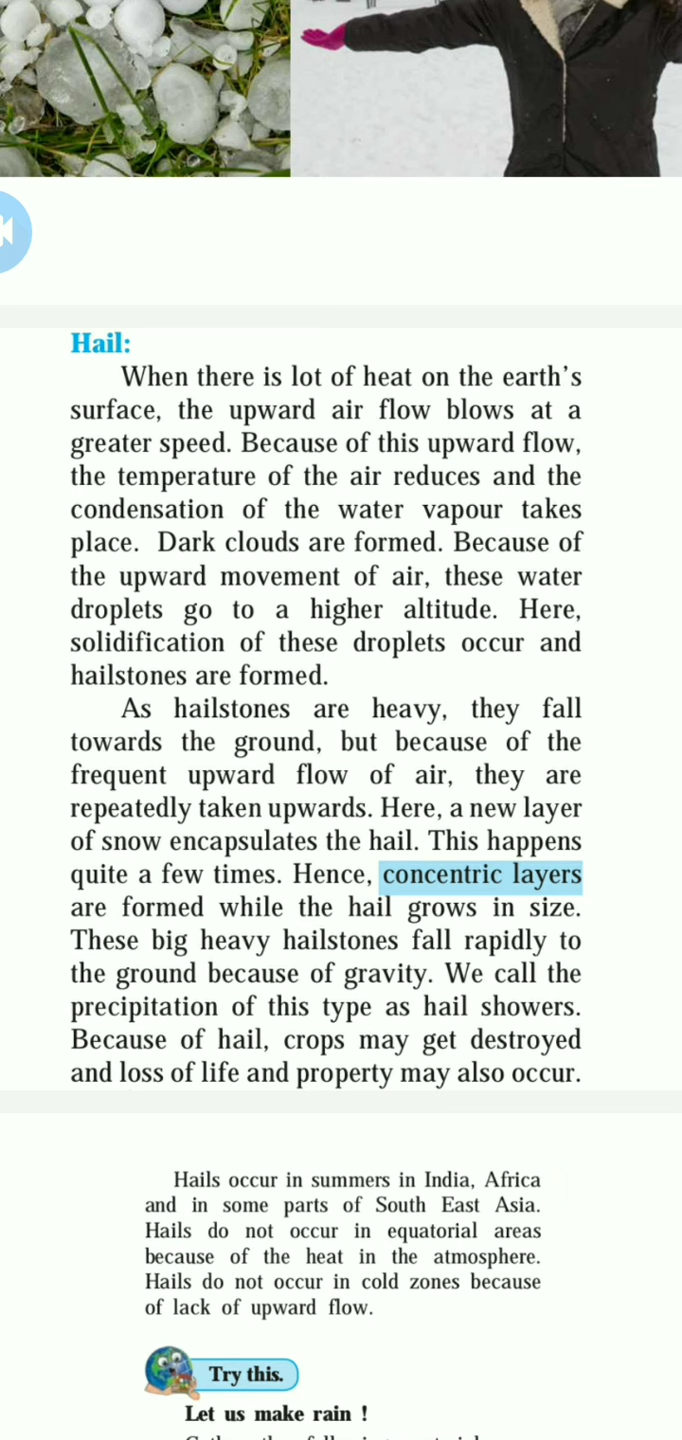 Hail:
When there is lot of heat on the earth's
surface, the upward air flow blows at a
greater speed. Because of this upward flow,
the temperature of the air reduces and the
condensation of the water vapour takes
place. Dark clouds are formed. Because of
the upward movement of air, these water
droplets go to a higher altitude. Here,
solidification of these droplets occur and
hailstones are formed.
As hailstones are heavy, they fall
towards the ground, but because of the
frequent upward flow of air, they are
repeatedly taken upwards. Here, a new layer
of snow encapsulates the hail. This happens
quite a few times. Hence, concentric layers
are formed while the hail grows in size.
These big heavy hailstones fall rapidly to
the ground because of gravity. We call the
precipitation of this type as hail showers.
Because of hail, crops may get destroyed
and loss of life and property may also occur.
Hails occur in summers in India, Africa
and in some parts of South East Asia.
Hails do not occur in equatorial areas
because of the heat in the atmosphere.
Hails do not occur in cold zones because
of lack of upward flow.
Try this.
Let us make rain !